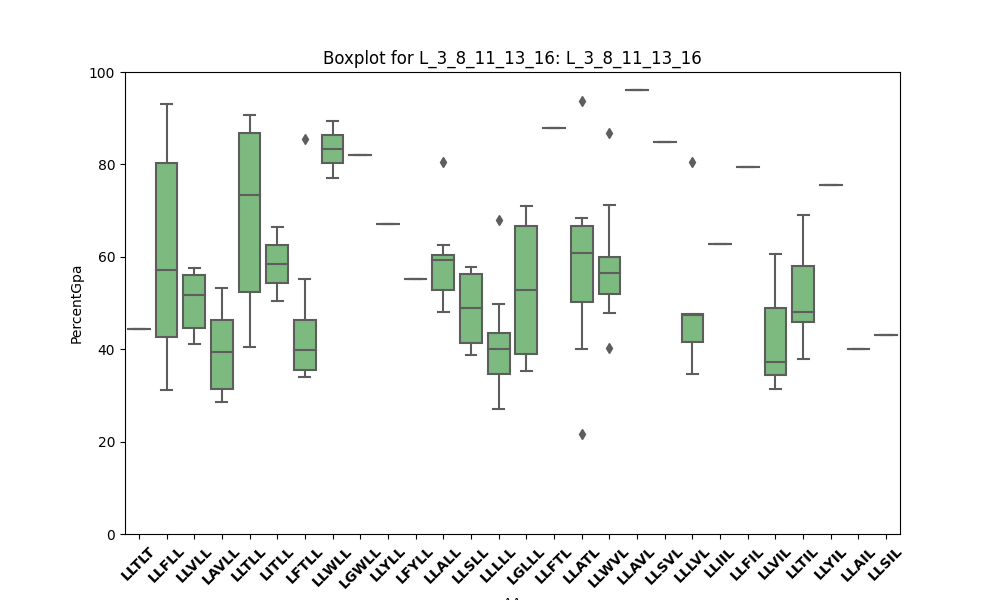 Boxplot for L_3_8_11_13_16: L_3_8_11_13_16
100
80
60
40
20
0
PercentGpa
LLTLT LLFLL LLVLL LAVLL LLTLL LITLL LFTLL LLWLL LGWLL LLYLL LFYLL LLALL LLSLL LLLLL LGLLL LLFTL LLATL LLWVL LLAVL LLSVL LLLVL LLIIL LLFIL LLVIL LLTIL LLYIL LLAIL LLSIL